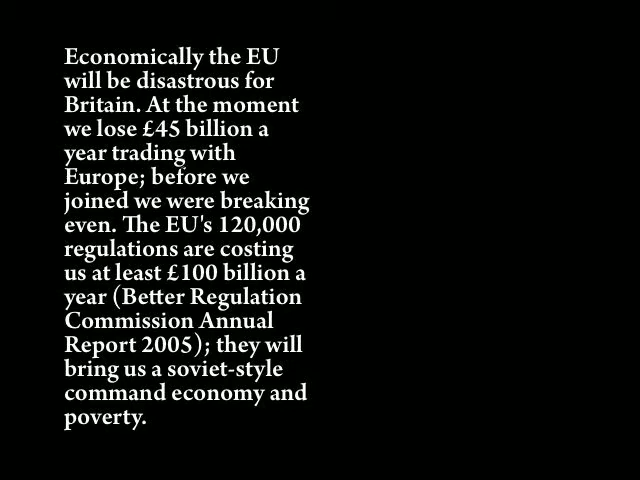 Economically the EU
will be disastrous for
Britain. At the moment
we lose £45 billion a
year trading with
Europe; before we
joined we were breaking
even. The EU's 120,000
regulations are costing
us at least £100 billion a
year (Better Regulation
Commission Annual
Report 2005); they will
bring us a soviet-style
command economy and
poverty.